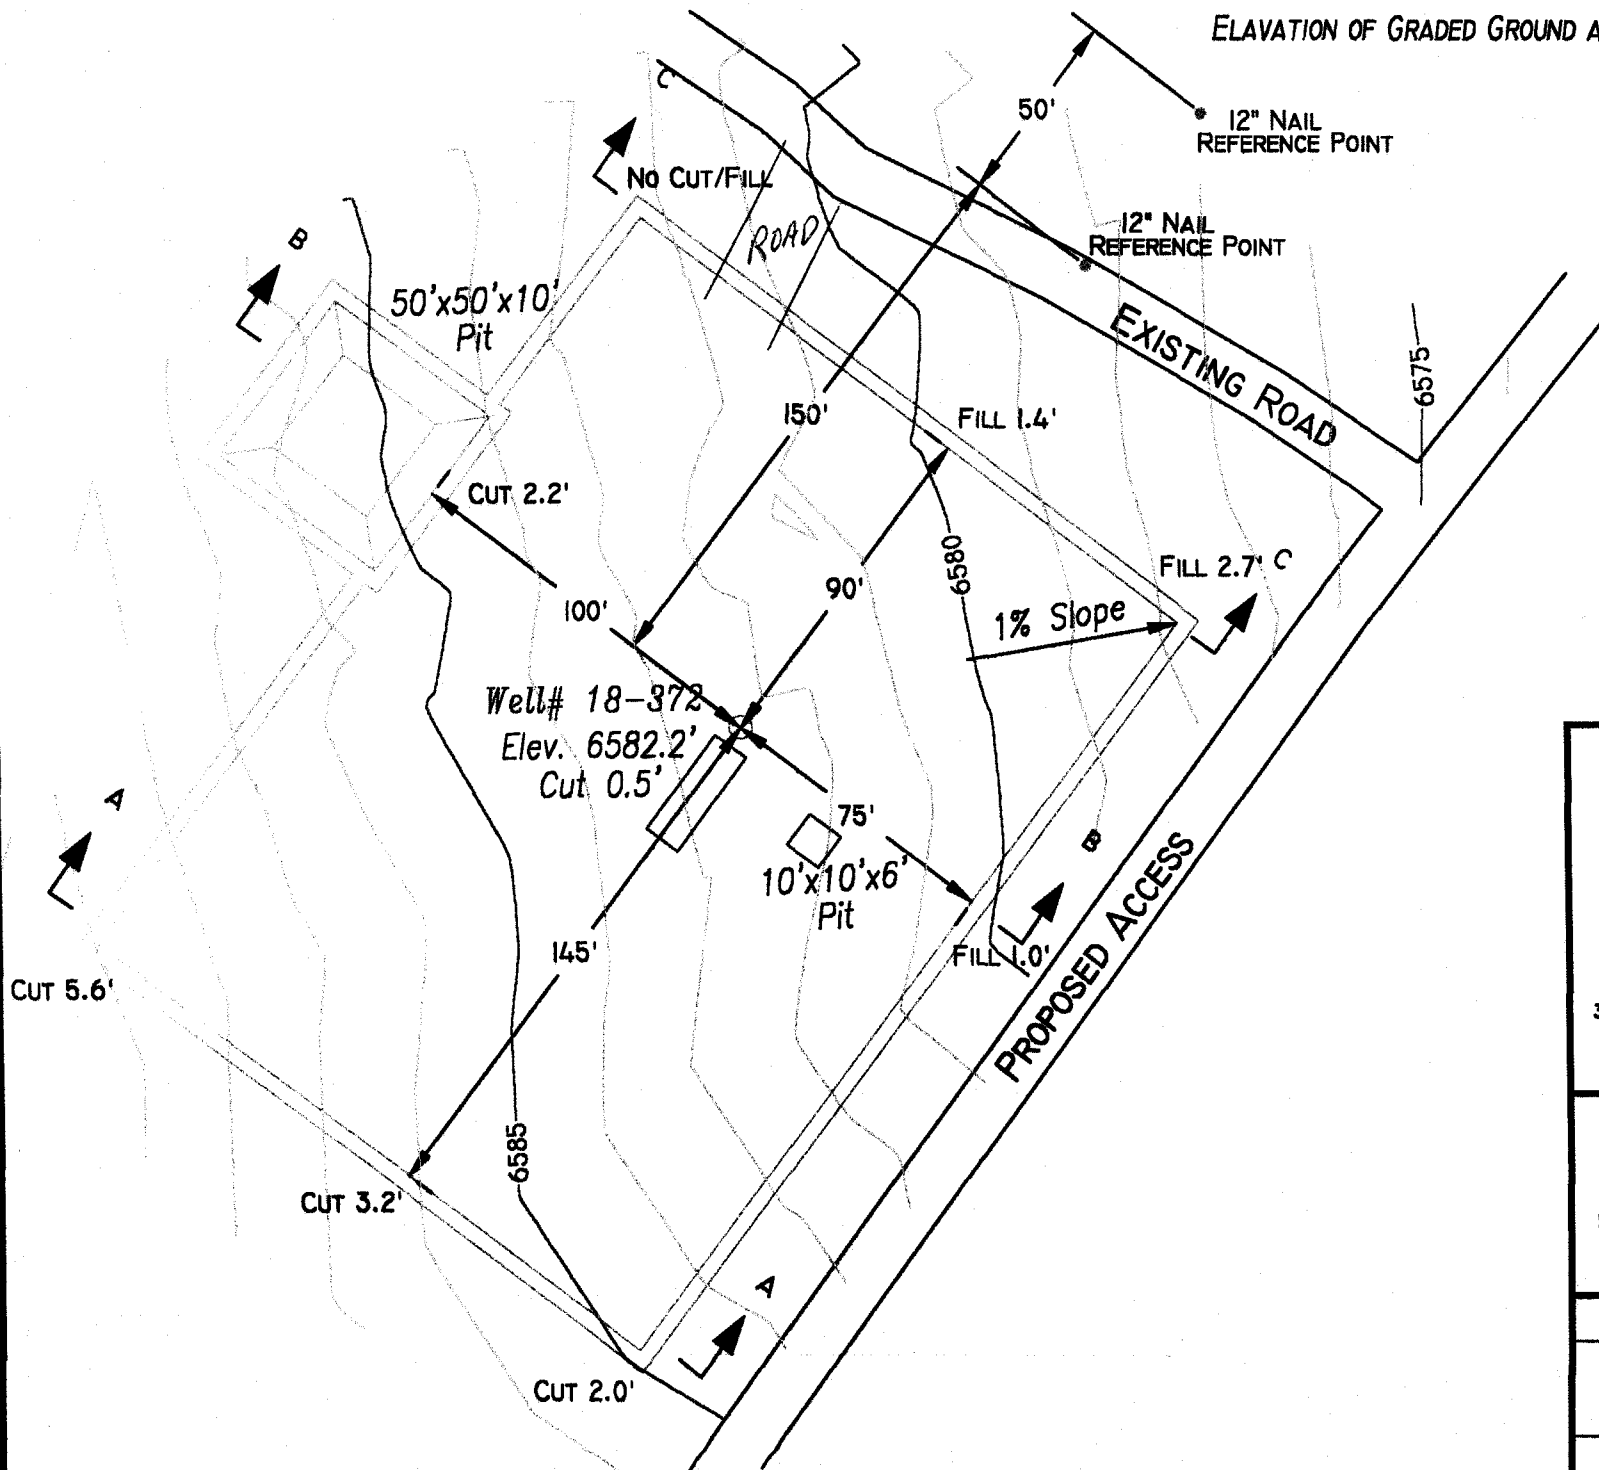 ELAVATION OF GRADED GROUND A
C
50'
12" NAIL
REFERENCE POINT
NO CUT/FILL
12" NAIL
REFERENCE POINT
ROAD
B
50'x50'x10'
Pit
EXISTING ROAD
6575
150'
FILL 1.4'
CUT 2.2'
6580
FILL 2.7'
C
90'
100'
1% Slope
Well# 18-372
Elev. 6582.2'
Cut 0.5'
A
75'
B
10'x10'x6'
Pit
PROPOSED ACCESS
145'
FILL 1.0'
CUT 5.6'
6585
CUT 3.2'
A
CUT 2.0'